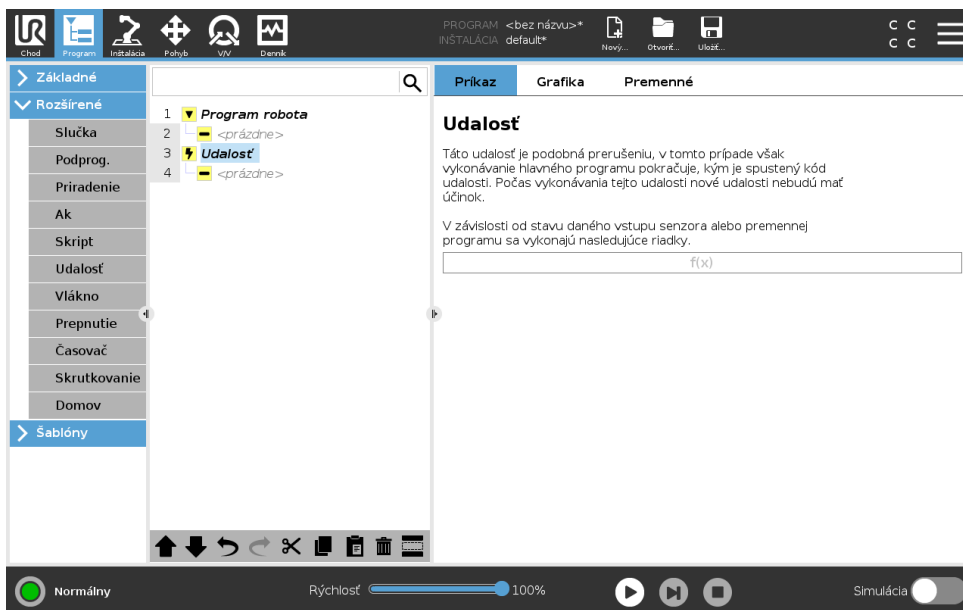 PROGRAM <bez názvu>*
INŠTALÁCIA default*
Chod
Program
Inštalácia
Pohyb
V/V
Denník
Nový...
Otvoriť...
Uložiť...
C C
C C
Základné
Rozšírené
Slučka
Podprog.
Priradenie
Ak
Skript
Udalosť
Vlákno
Prepnutie
Časovač
Skrutkovanie
Domov
Šablóny
1 Program robota
2 <prázdne>
3 Udalosť
4 <prázdne>
Príkaz
Grafika
Premenné
Udalosť
Táto udalosť je podobná prerušeniu, v tomto prípade však
vykonávanie hlavného programu pokračuje, kým je spustený kód
udalosti. Počas vykonávania tejto udalosti nové udalosti nebudú mať
účinok.
V závislosti od stavu daného vstupu senzora alebo premennej
programu sa vykonajú nasledujúce riadky.
f(x)
Normálny
Rýchlosť
100%
Simulácia